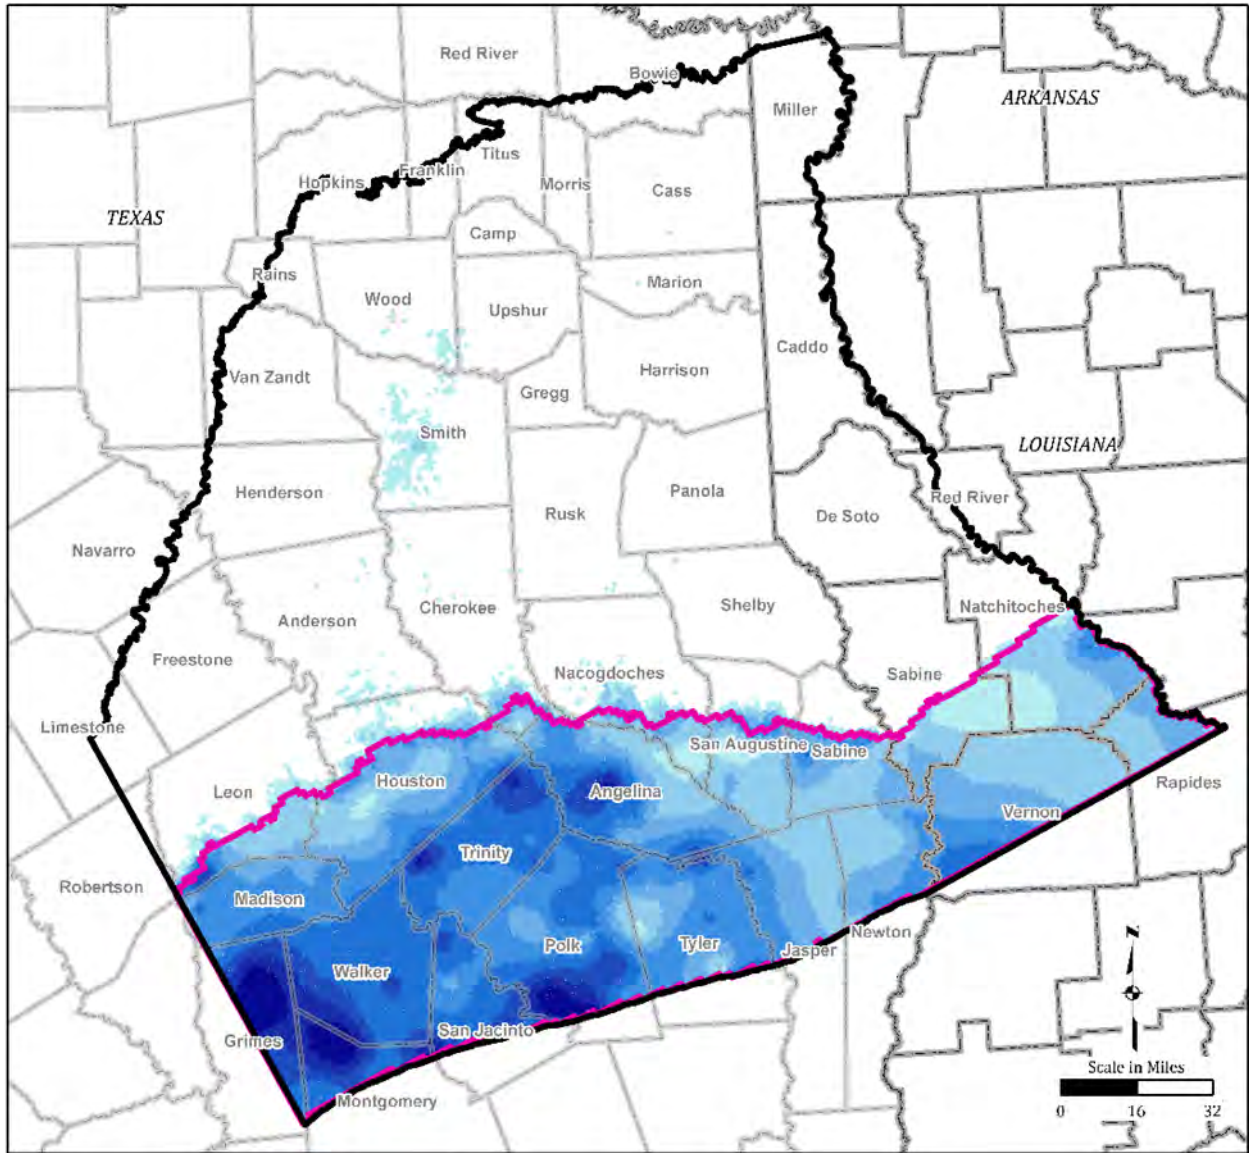 Red River
Bowie
ARKANSAS
Miller
Titus
Franklin
Hopkins
Morris
Cass
TEXAS
Camp
Rains
Marion
Wood
Upshur
Caddo
Harrison
Van Zandt
Gregg
Smith
LOUISIANA
Henderson
Panola
Red River
Rusk
De Soto
Navarro
Shelby
Natchitoches
Cherokee
Anderson
Freestone
Nacogdoches
Sabine
Limestone
San Augustine
Sabine
Houston
Rapides
Leon
Angelina
Vernon
Trinity
Robertson
Madison
N
Newton
Polk
Tyler
Jasper
Walker
San Jacinto
Grimes
Scale in Miles
Montgomery
0 16 32